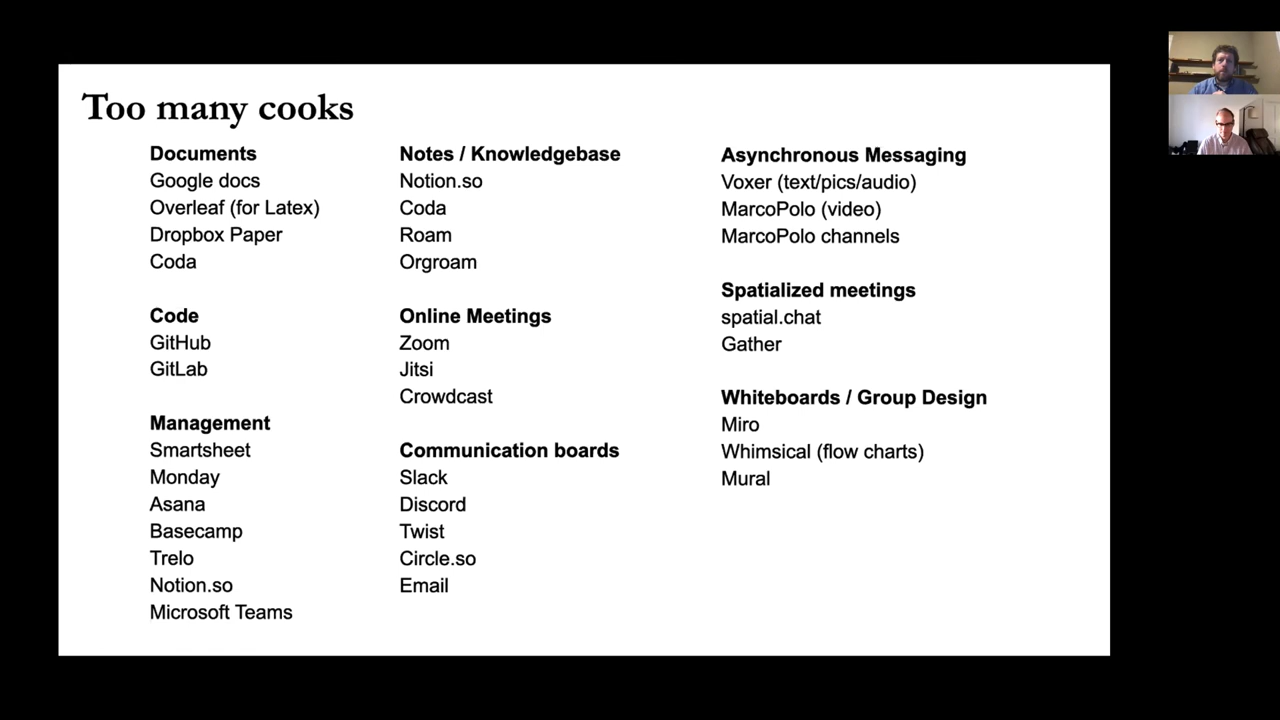 Too many cooks
Documents
Google docs
Overleaf (for Latex)
Dropbox Paper
Coda
Code
GitHub
GitLab
Management
Smartsheet
Monday
Asana
Basecamp
Trelo
Notion.so
Microsoft Teams
Notes / Knowledgebase
Notion.so
Coda
Roam
Orgroam
Online Meetings
Zoom
Jitsi
Crowdcast
Communication boards
Slack
Discord
Twist
Circle.so
Email
Asynchronous Messaging
Voxer (text/pics/audio)
MarcoPolo (video)
MarcoPolo channels
Spatialized meetings
spatial.chat
Gather
Whiteboards / Group Design
Miro
Whimsical (flow charts)
Mural